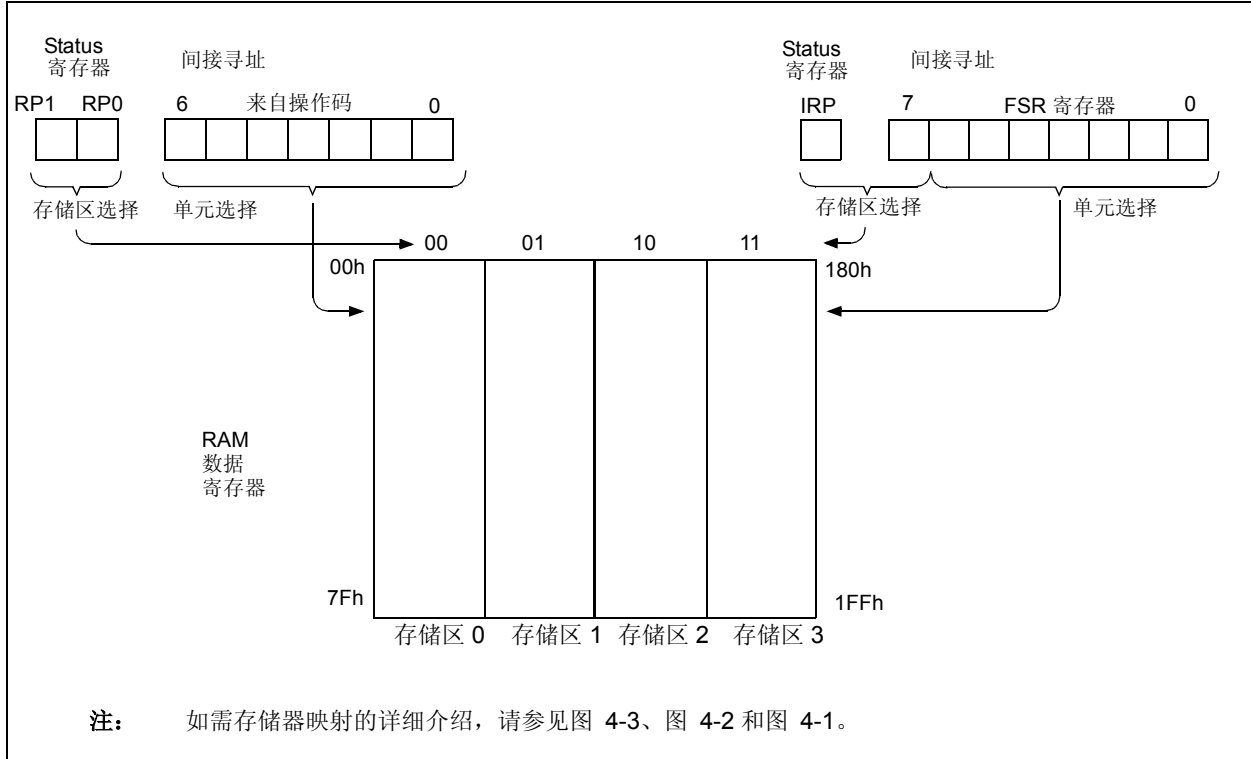 Status
寄存器
间接寻址
RP1 RP0
6 来自操作码 0
存储区选择
单元选择
Status
寄存器
间接寻址
IRP
7 FSR 寄存器 0
存储区选择
单元选择
00 01 10 11
00h
180h
RAM
数据
寄存器
7Fh
1FFh
存储区 0 存储区 1 存储区 2 存储区 3
注： 如需存储器映射的详细介绍，请参见图 4-3、图 4-2 和图 4-1。